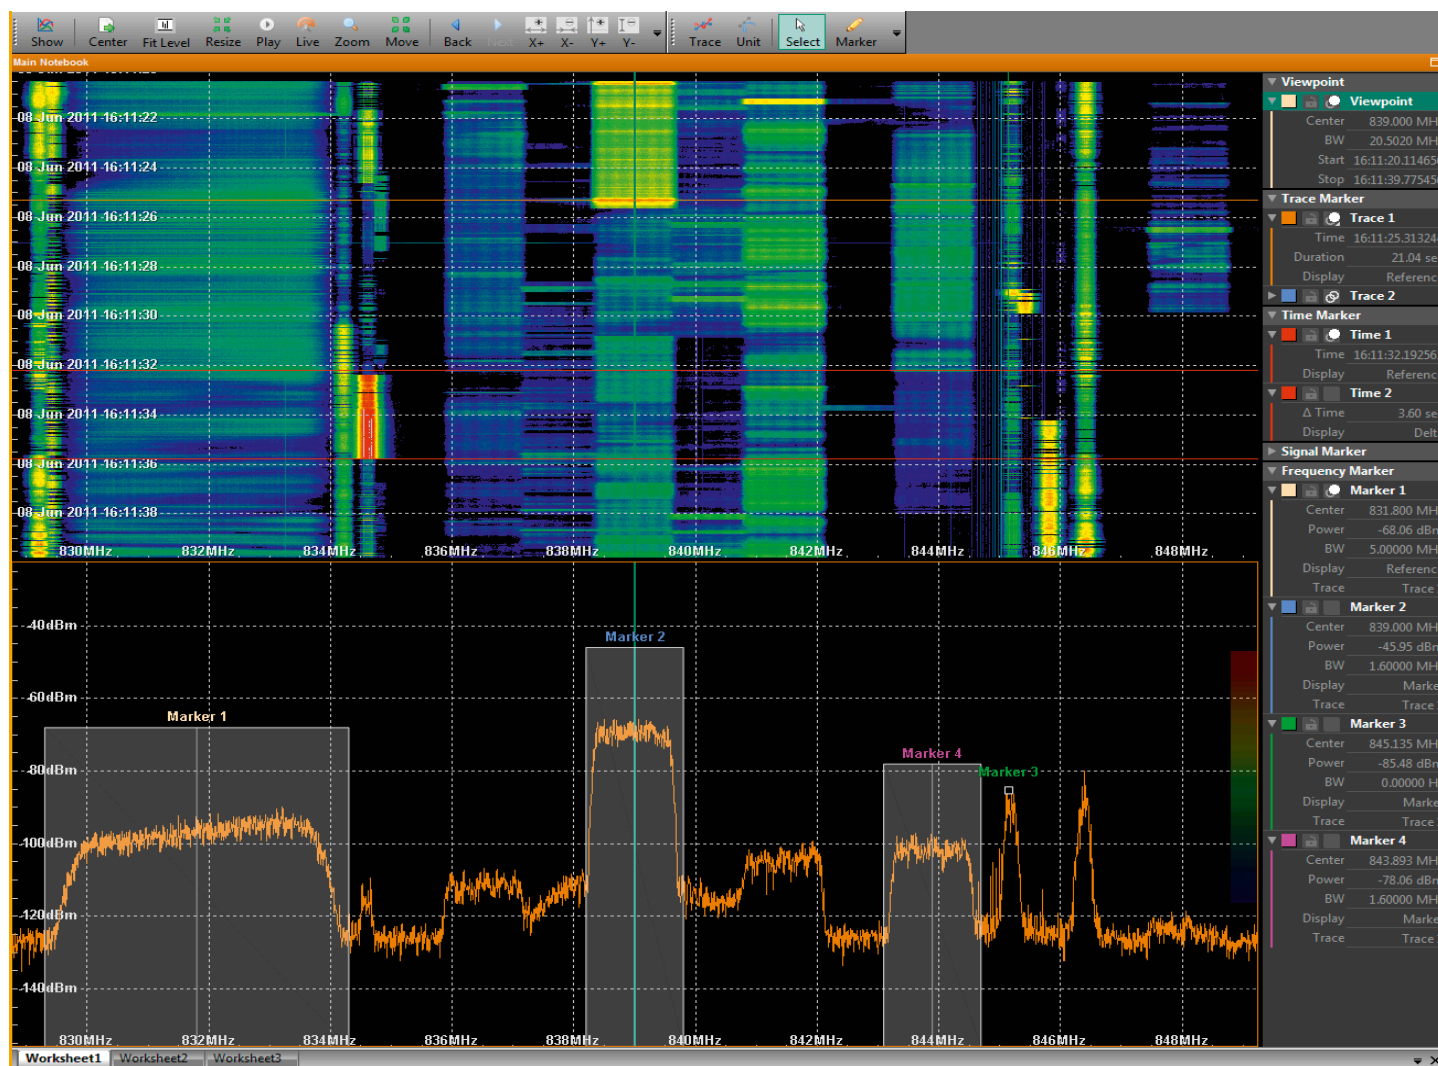 Show Center Fit Level Resize Play Live Zoom Move Back Next X+ X- Y+ Y- Trace Unit Select Marker
Main Notebook
08 Jun 2011 16:11:22
08 Jun 2011 16:11:24
08 Jun 2011 16:11:26
08 Jun 2011 16:11:28
08 Jun 2011 16:11:30
08 Jun 2011 16:11:32
08 Jun 2011 16:11:34
08 Jun 2011 16:11:36
08 Jun 2011 16:11:38
830MHz 832MHz 834MHz 836MHz 838MHz 840MHz 842MHz 844MHz 846MHz 848MHz
-40dBm
-60dBm
-80dBm
-100dBm
-120dBm
-140dBm
Marker 1
Marker 2
Marker 4
Marker 3
830MHz 832MHz 834MHz 836MHz 838MHz 840MHz 842MHz 844MHz 846MHz 848MHz
Viewpoint
Viewpoint
Center 839.000 MH
BW 20.5020 MH
Start 16:11:20.11465
Stop 16:11:39.77545
Trace Marker
Trace 1
Time 16:11:25.31324
Duration 21.04 se
Display Referenc
Trace 2
Time Marker
Time 1
Time 16:11:32.19256
Display Referenc
Time 2
Δ Time 3.60 se
Display Delt
Signal Marker
Frequency Marker
Marker 1
Center 831.800 MH
Power -68.06 dBm
BW 5.00000 MH
Display Referenc
Trace Trace
Marker 2
Center 839.000 MH
Power -45.95 dBm
BW 1.60000 MH
Display Marke
Trace Trace
Marker 3
Center 845.135 MH
Power -85.48 dBm
BW 0.00000 H
Display Marke
Trace Trace
Marker 4
Center 843.893 MH
Power -78.06 dBm
BW 1.60000 MH
Display Marke
Trace Trace
Worksheet1 Worksheet2 Worksheet3